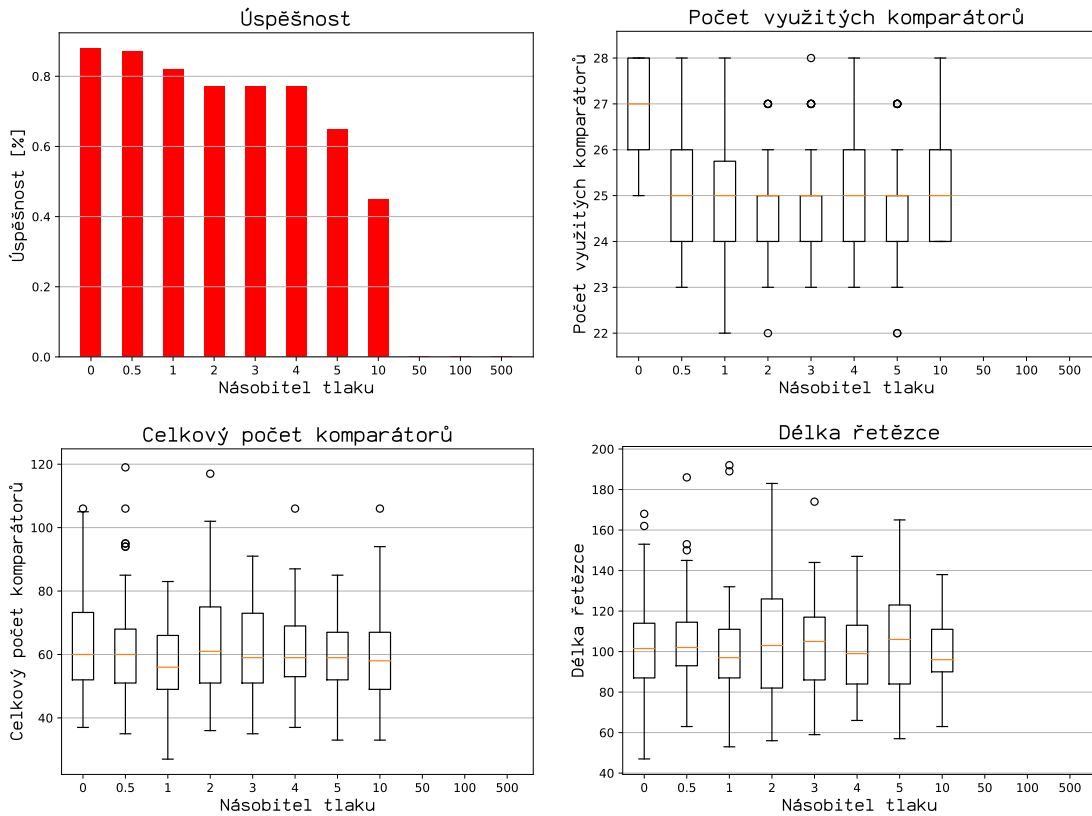 Úspěšnost
Úspěšnost [%]
0.8
0.6
0.4
0.2
0.0
0 0.5 1 2 3 4 5 10 50 100 500
Násobitel tlaku
Počet využitých komparátorů
Počet využitých komparátorů
28
27
26
25
24
23
22
0 0.5 1 2 3 4 5 10 50 100 500
Násobitel tlaku
Celkový počet komparátorů
Celkový počet komparátorů
120
100
80
60
40
0 0.5 1 2 3 4 5 10 50 100 500
Násobitel tlaku
Délka řetězce
Délka řetězce
200
180
160
140
120
100
80
60
40
0 0.5 1 2 3 4 5 10 50 100 500
Násobitel tlaku